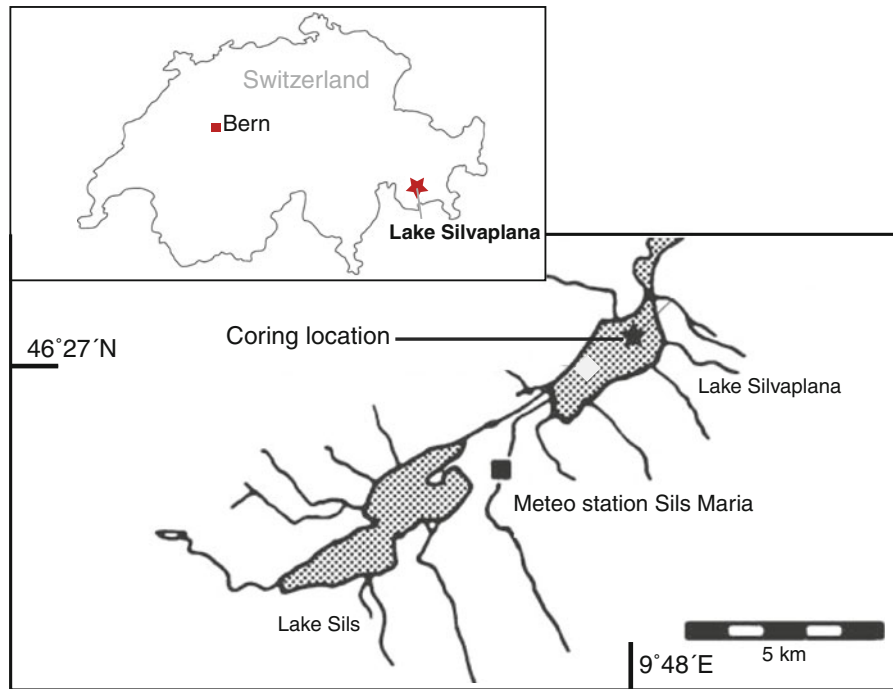 Switzerland
Bern
Lake Silvaplana
Coring location
46°27´N
Lake Silvaplana
Meteo station Sils Maria
Lake Sils
5 km
9°48´E